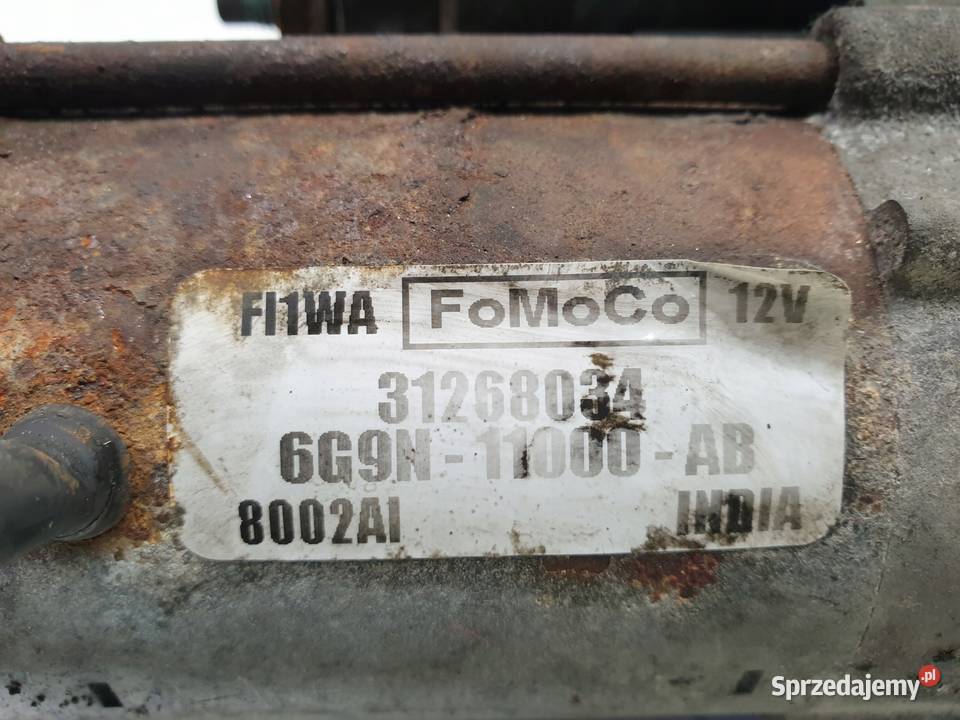 FI1WA FoMoCo 12V
31268034
6G9N-11000-AB
8002AI INDIA
Sprzedajemy.pl